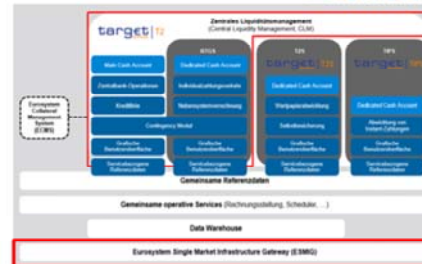 Zentrales Liquiditätsmanagement
(Central Liquidity Management, CLM)
target | T2
RTGS
T2S
TIPS
target | T2S
target | TIPS
Main Cash Account
Dedicated Cash Account
Zentralbank-Operationen
Individualzahlungsverkehr
Dedicated Cash Account
Kreditlinie
Nebensystemverrechnung
Wertpapierabwicklung
Dedicated Cash Account
Contingency Modul
Selbstbesicherung
Abwicklung von
Instant-Zahlungen
Grafische
Benutzeroberfläche
Grafische
Benutzeroberfläche
Grafische
Benutzeroberfläche
Grafische
Benutzeroberfläche
Servicebezogene
Referenzdaten
Servicebezogene
Referenzdaten
Servicebezogene
Referenzdaten
Servicebezogene
Referenzdaten
Eurosystem
Collateral
Management
System
(ECMS)
Gemeinsame Referenzdaten
Gemeinsame operative Services (Rechnungsstellung, Scheduler, ...)
Data Warehouse
Eurosystem Single Market Infrastructure Gateway (ESMIG)